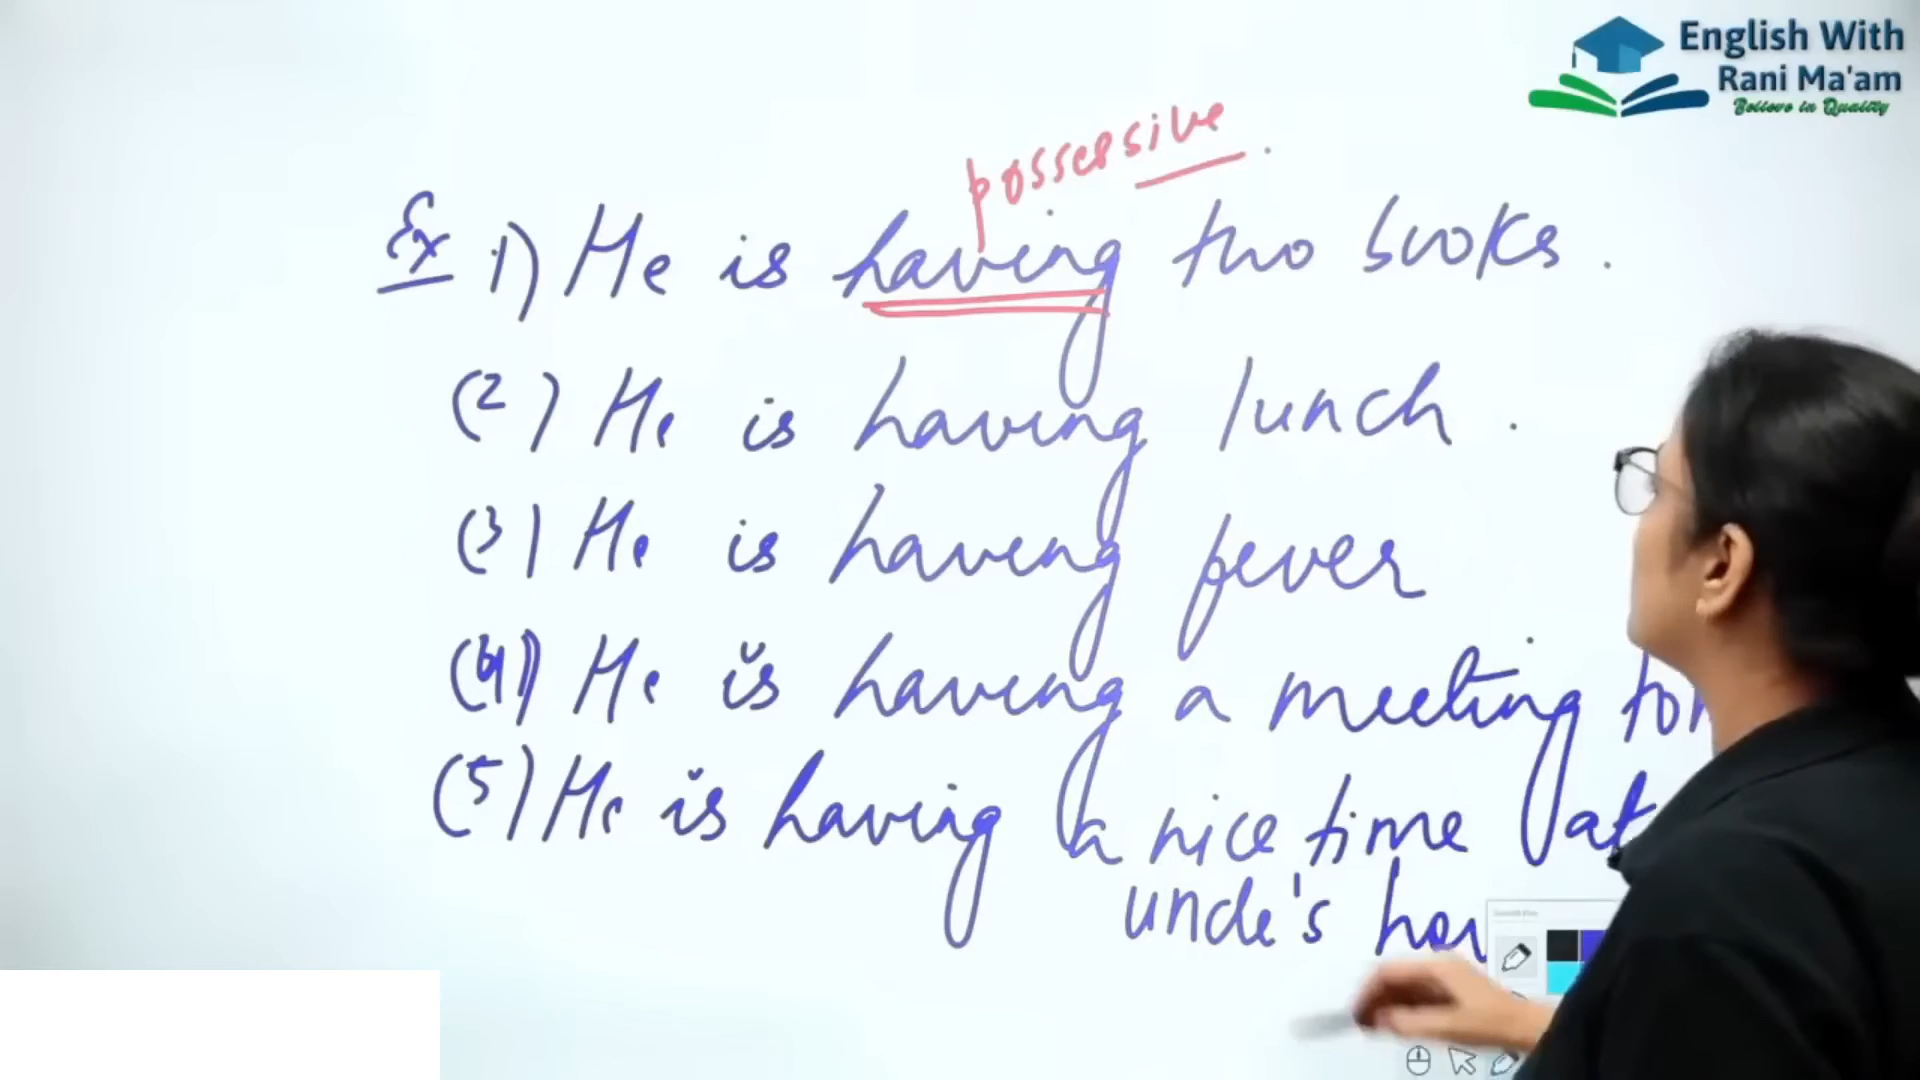 English With
Rani Ma'am
Believe in Quality
possessive.
Ex 1) He is having two books.
(2) He is having lunch.
(3) He is having fever
(4) He is having a meeting
(5) He is having a nice time at
uncle's